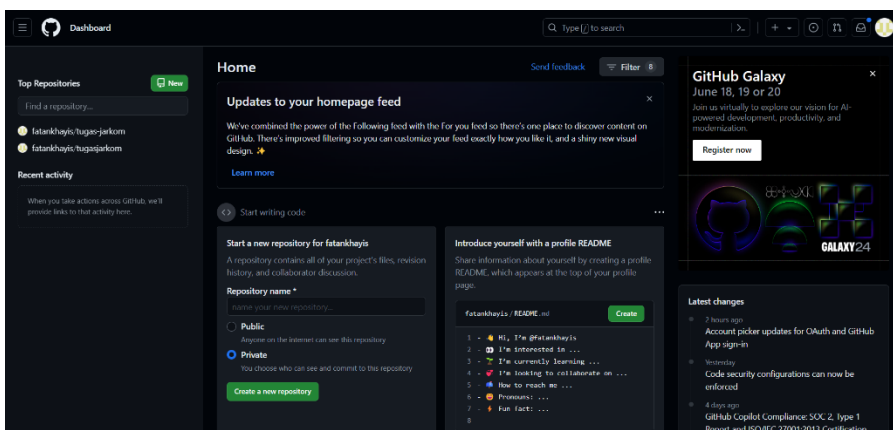 Dashboard
Type / to search
Top Repositories
New
Find a repository...
fatankhayis/tugas-jarkom
fatankhayis/tugasjarkom
Recent activity
When you take actions across GitHub, we'll
provide links to that activity here.
Home
Send feedback
Filter 8
Updates to your homepage feed
We've combined the power of the Following feed with the For you feed so there's one place to discover content on
GitHub. There's improved filtering so you can customize your feed exactly how you like it, and a shiny new visual
design. ✨
Learn more
Start writing code
Start a new repository for fatankhayis
A repository contains all of your project's files, revision
history, and collaborator discussion.
Repository name *
name your new repository...
Public
Anyone on the internet can see this repository
Private
You choose who can see and commit to this repository
Create a new repository
Introduce yourself with a profile README
Share information about yourself by creating a profile
README, which appears at the top of your profile
page.
fatankhayis / README.md
Create
1 - 👋 Hi, I'm @fatankhayis
2 - 👀 I'm interested in ...
3 - 🌱 I'm currently learning ...
4 - 💞️ I'm looking to collaborate on ...
5 - 📫 How to reach me ...
6 - 😄 Pronouns: ...
7 - ⚡ Fun fact: ...
8
GitHub Galaxy
June 18, 19 or 20
Join us virtually to explore our vision for AI-
powered development, productivity, and
modernization.
Register now
GALAXY24
Latest changes
2 hours ago
Account picker updates for OAuth and GitHub
App sign-in
Yesterday
Code security configurations can now be
enforced
4 days ago
GitHub Copilot Compliance: SOC 2, Type 1
Report and ISO/IEC 27001:2013 Certification